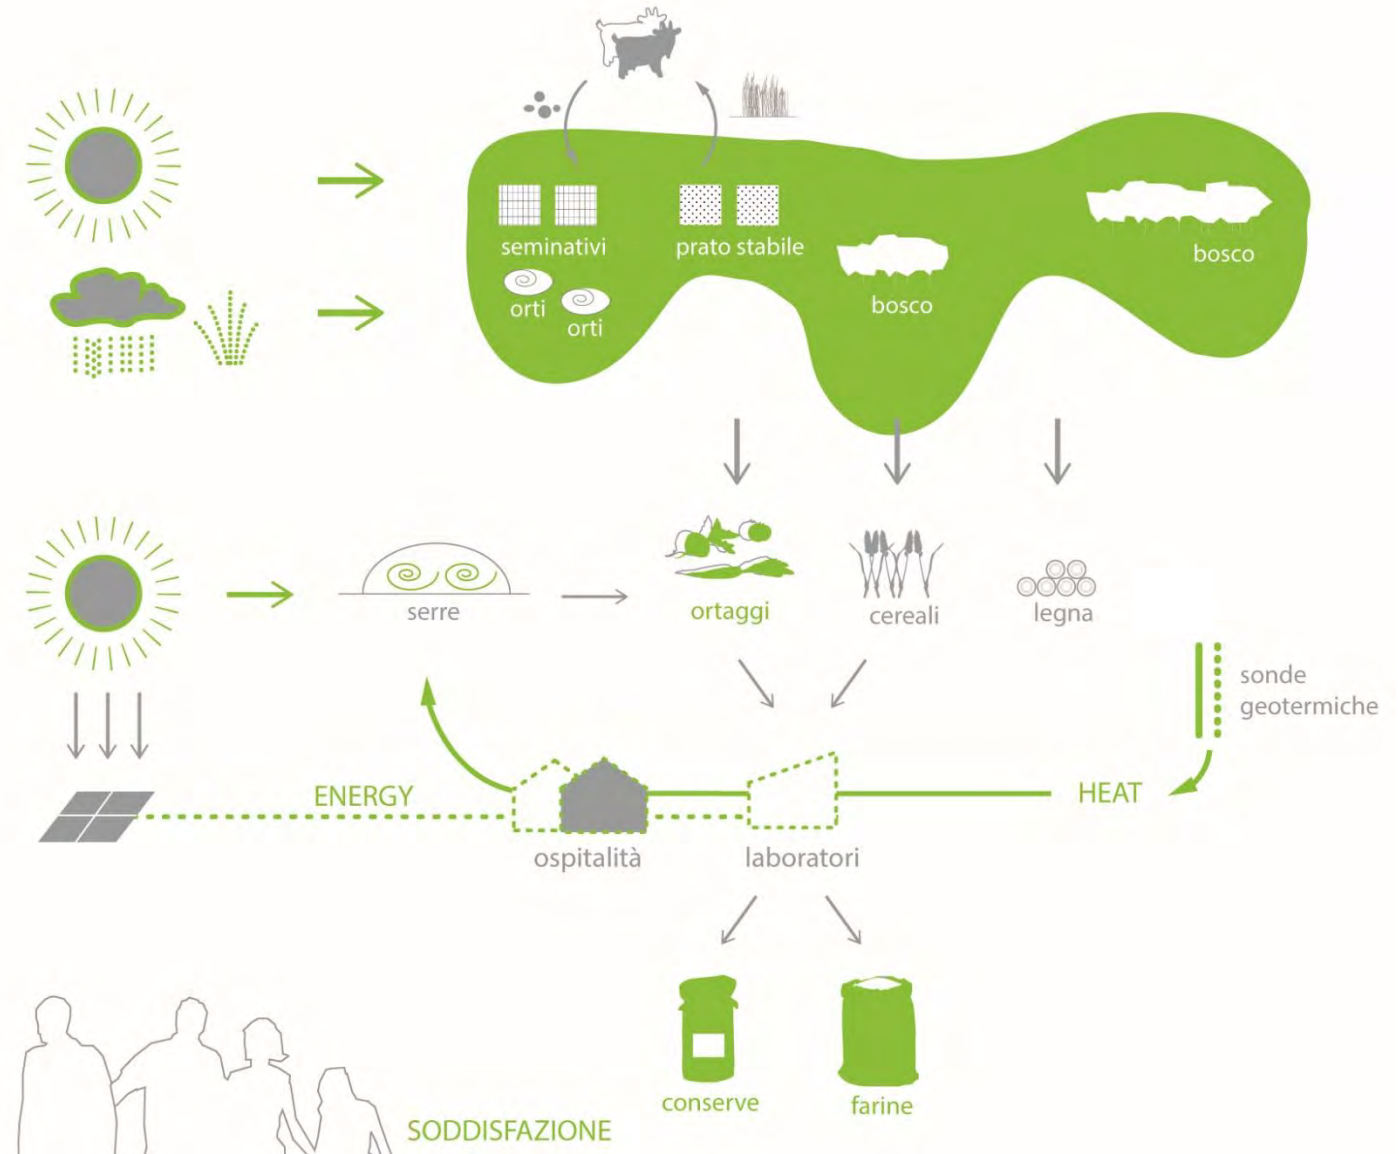 seminativi
prato stabile
bosco
bosco
orti
orti
serre
ortaggi
cereali
legna
sonde
geotermiche
ENERGY
HEAT
ospitalità
laboratori
conserve
farine
SODDISFAZIONE